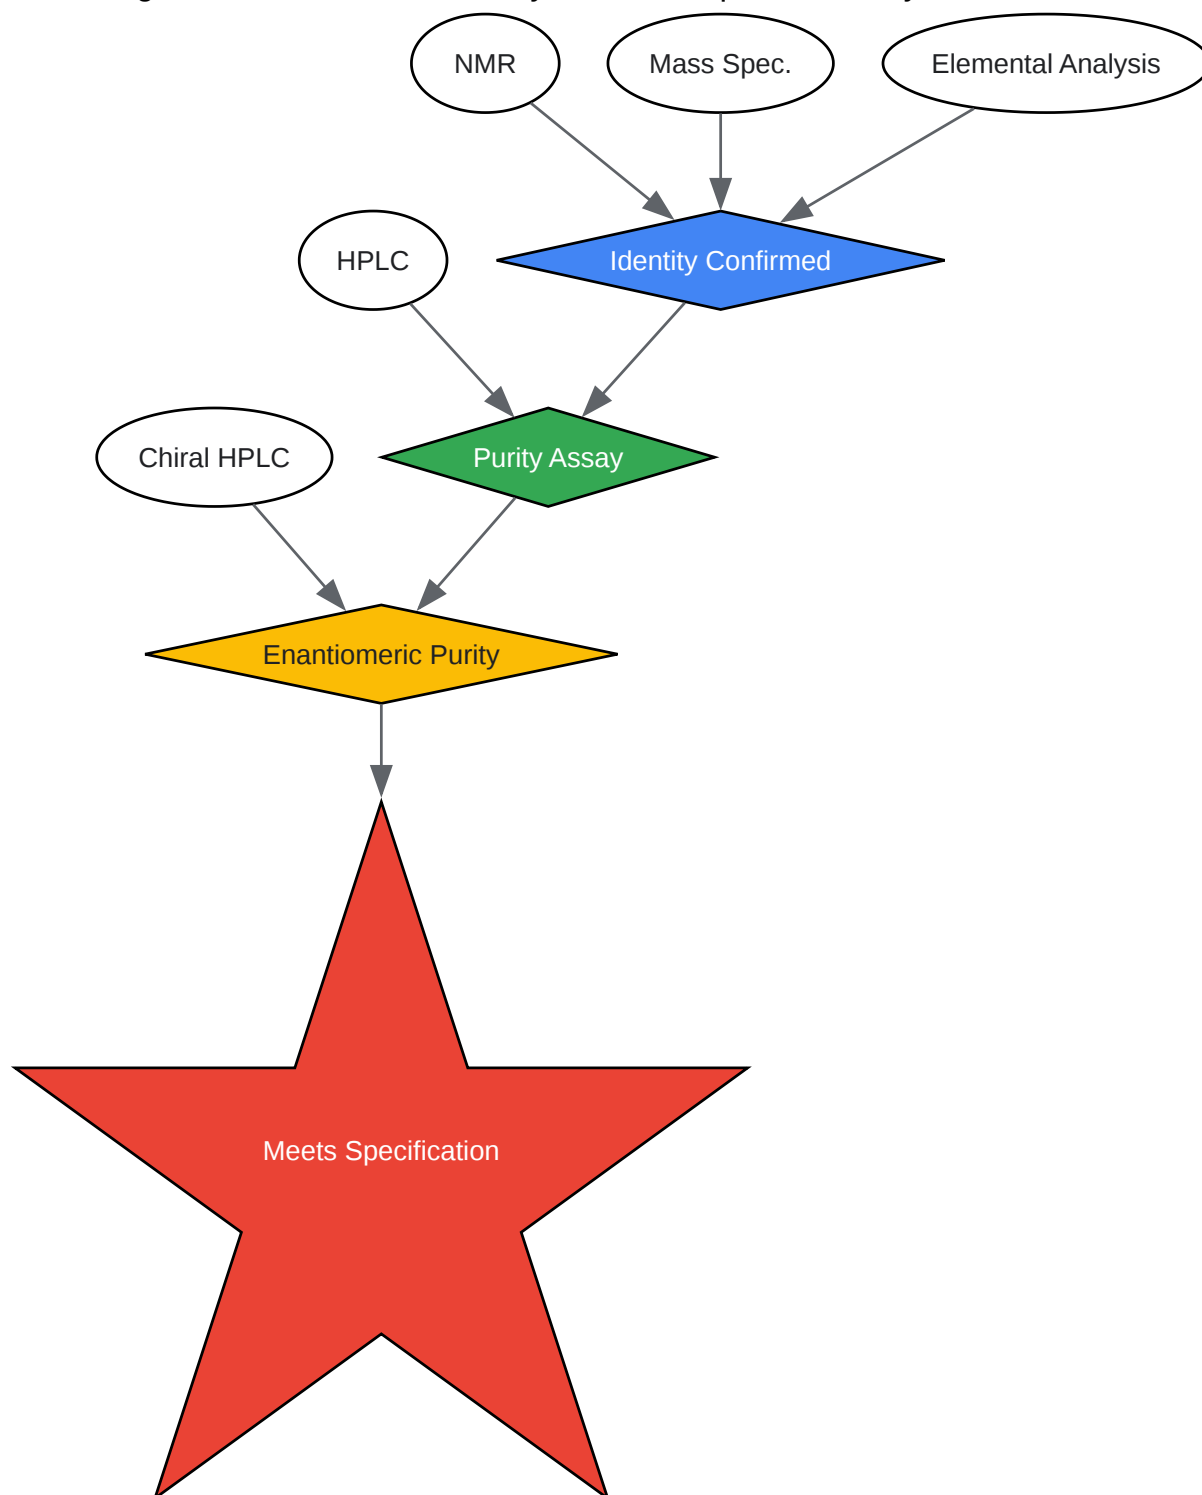 NMR
Mass Spec.
Elemental Analysis
HPLC
Identity Confirmed
Chiral HPLC
Purity Assay
Enantiomeric Purity
Meets Specification